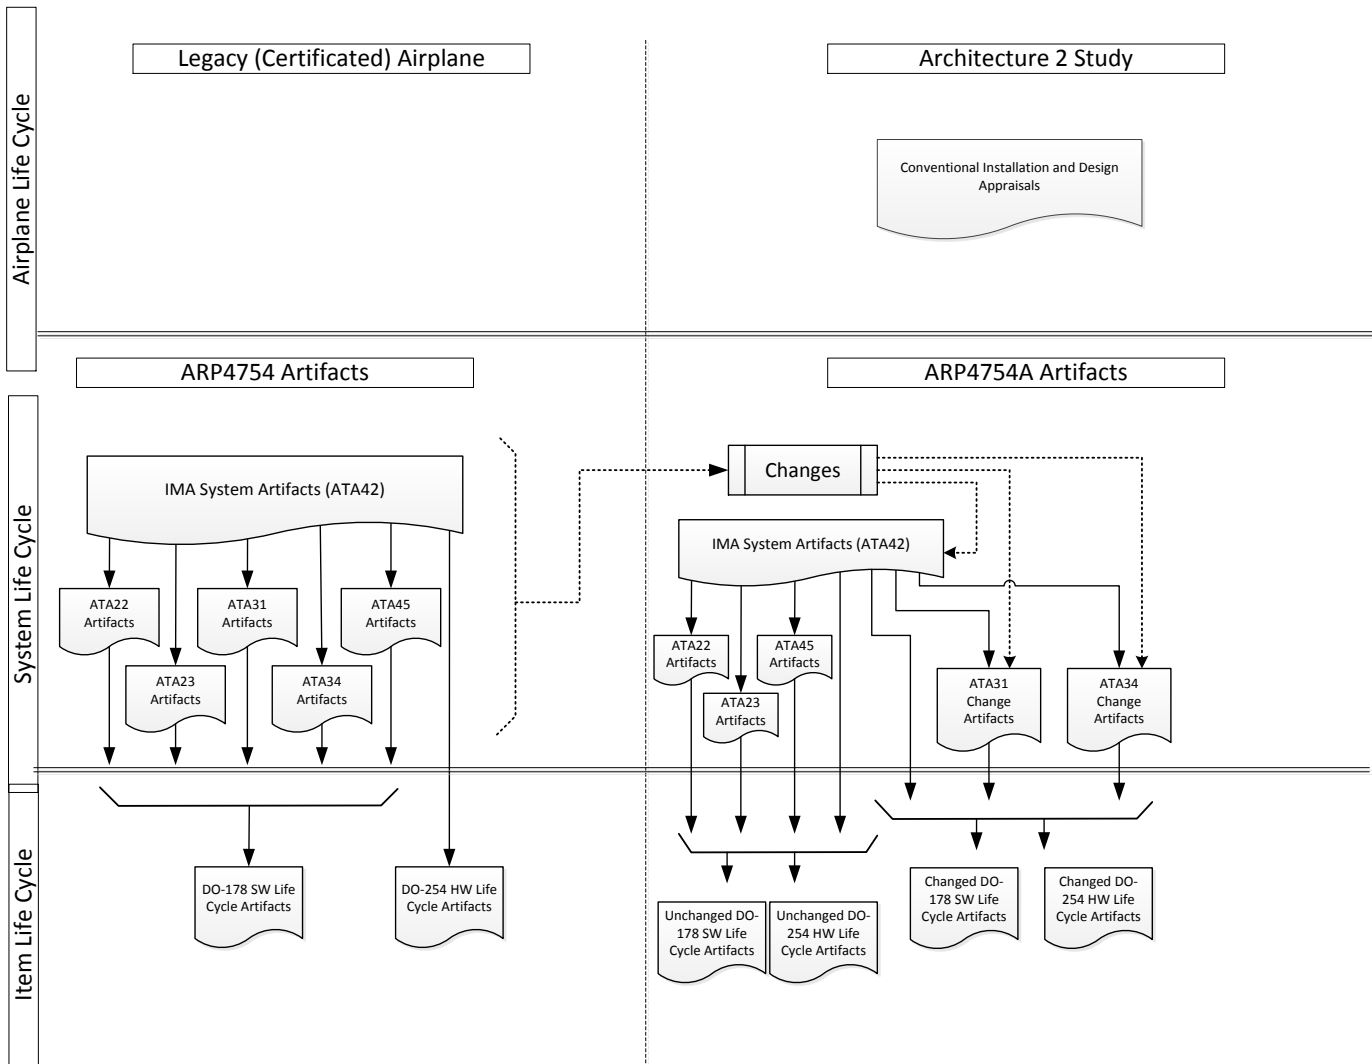 Airplane Life Cycle
Legacy (Certificated) Airplane
Architecture 2 Study
Conventional Installation and Design
Appraisals
System Life Cycle
ARP4754 Artifacts
IMA System Artifacts (ATA42)
ATA22
Artifacts
ATA31
Artifacts
ATA45
Artifacts
ATA23
Artifacts
ATA34
Artifacts
ARP4754A Artifacts
Changes
IMA System Artifacts (ATA42)
ATA22
Artifacts
ATA45
Artifacts
ATA23
Artifacts
ATA31
Change
Artifacts
ATA34
Change
Artifacts
Item Life Cycle
DO-178 SW Life
Cycle Artifacts
DO-254 HW Life
Cycle Artifacts
Unchanged DO-
178 SW Life
Cycle Artifacts
Unchanged DO-
254 HW Life
Cycle Artifacts
Changed DO-
178 SW Life
Cycle Artifacts
Changed DO-
254 HW Life
Cycle Artifacts